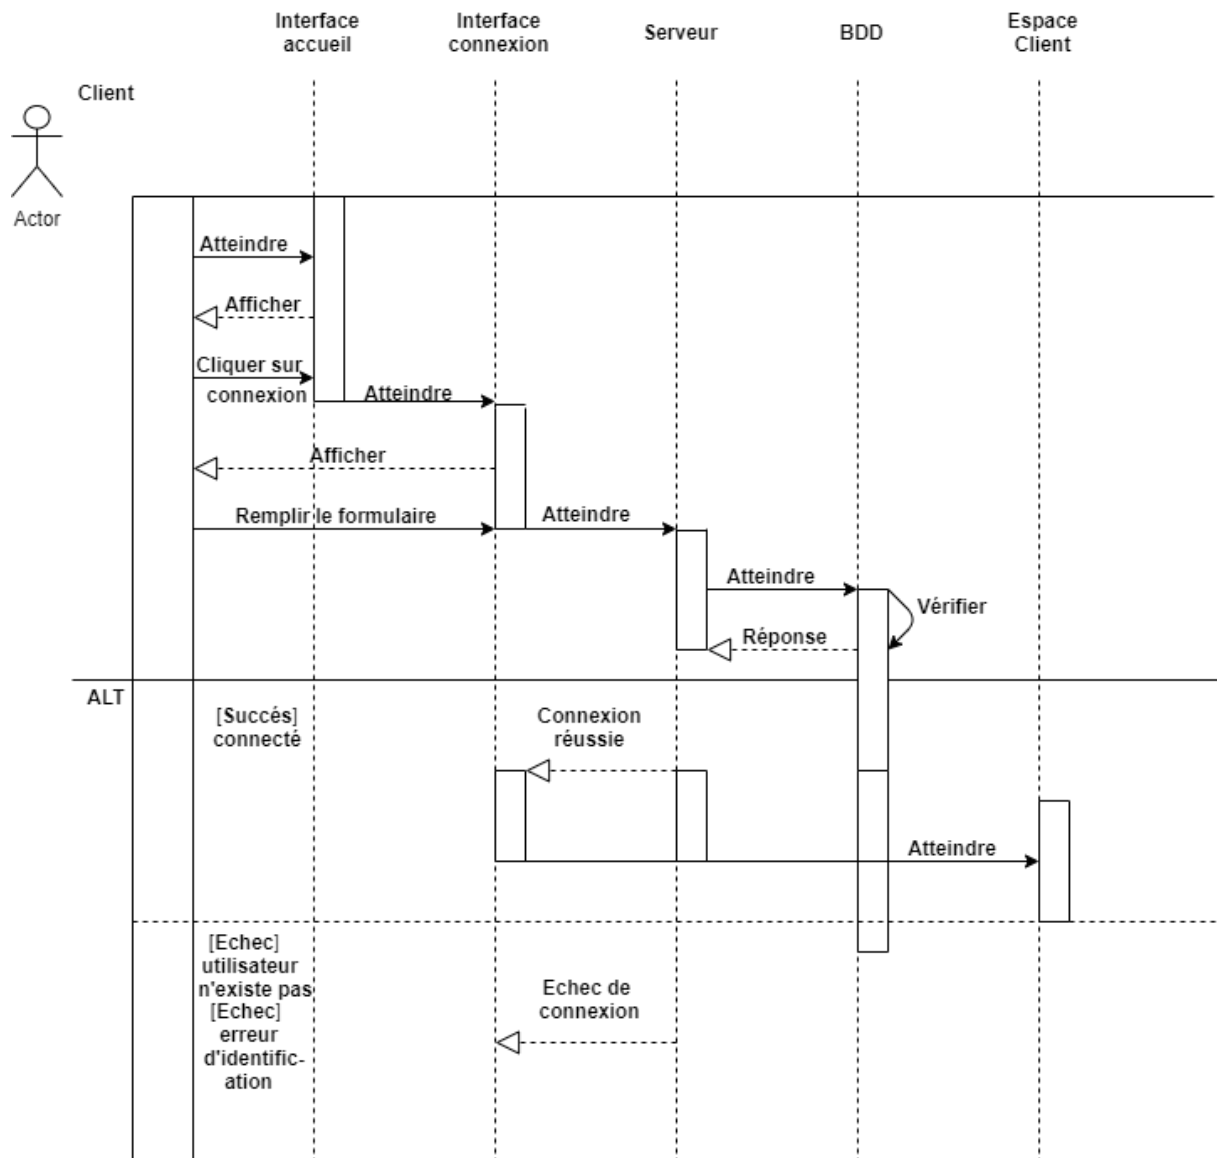 Interface
accueil
Interface
connexion
Serveur
BDD
Espace
Client
Client
Actor
Atteindre
Afficher
Cliquer sur
connexion
Atteindre
Afficher
Remplir le formulaire
Atteindre
Atteindre
Vérifier
Réponse
ALT
[Succés]
connecté
Connexion
réussie
Atteindre
[Echec]
utilisateur
n'existe pas
[Echec]
erreur
d'identific-
ation
Echec de
connexion